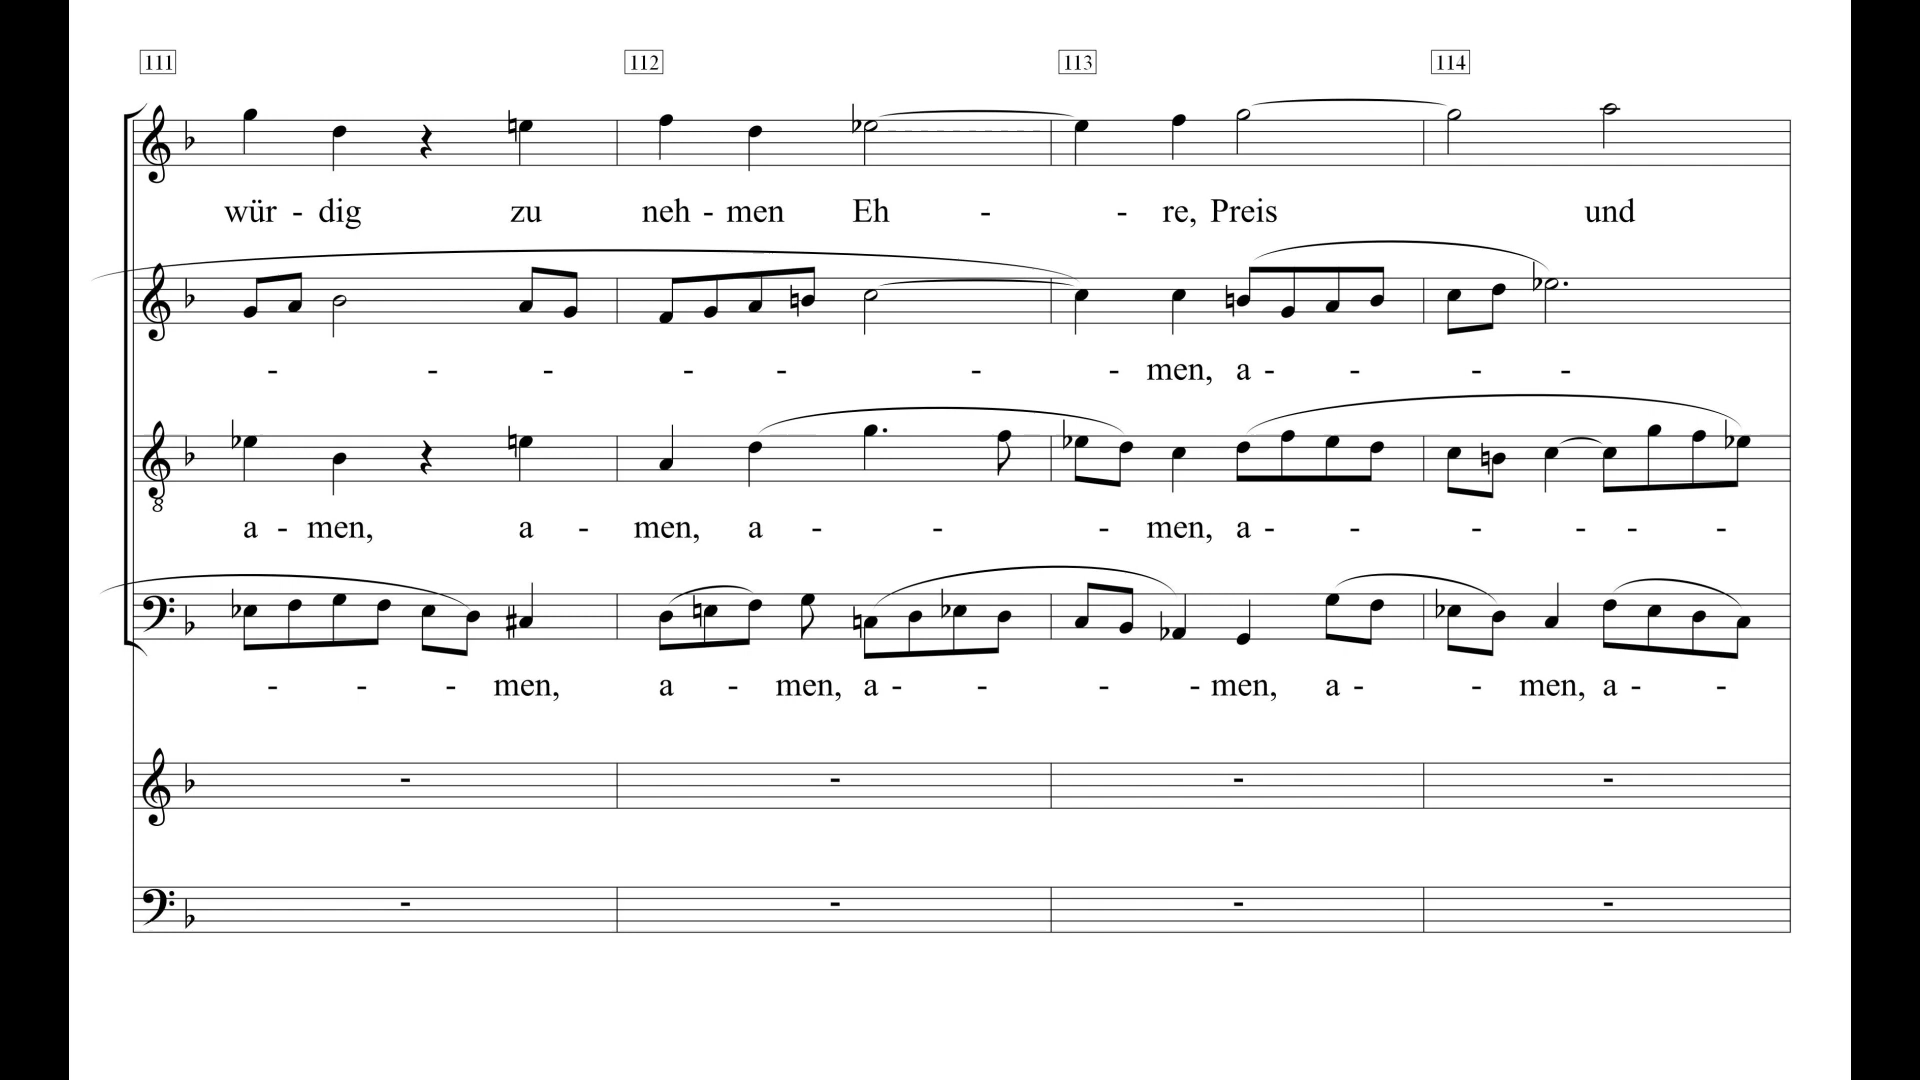 111 112 113 114
wür - dig zu neh - men Eh - - re, Preis und
- - - - - - - men, a - - - -
8
a - men, a - men, a - - - men, a - - - - - -
- - - men, a - men, a - - - - men, a - - men, a - -